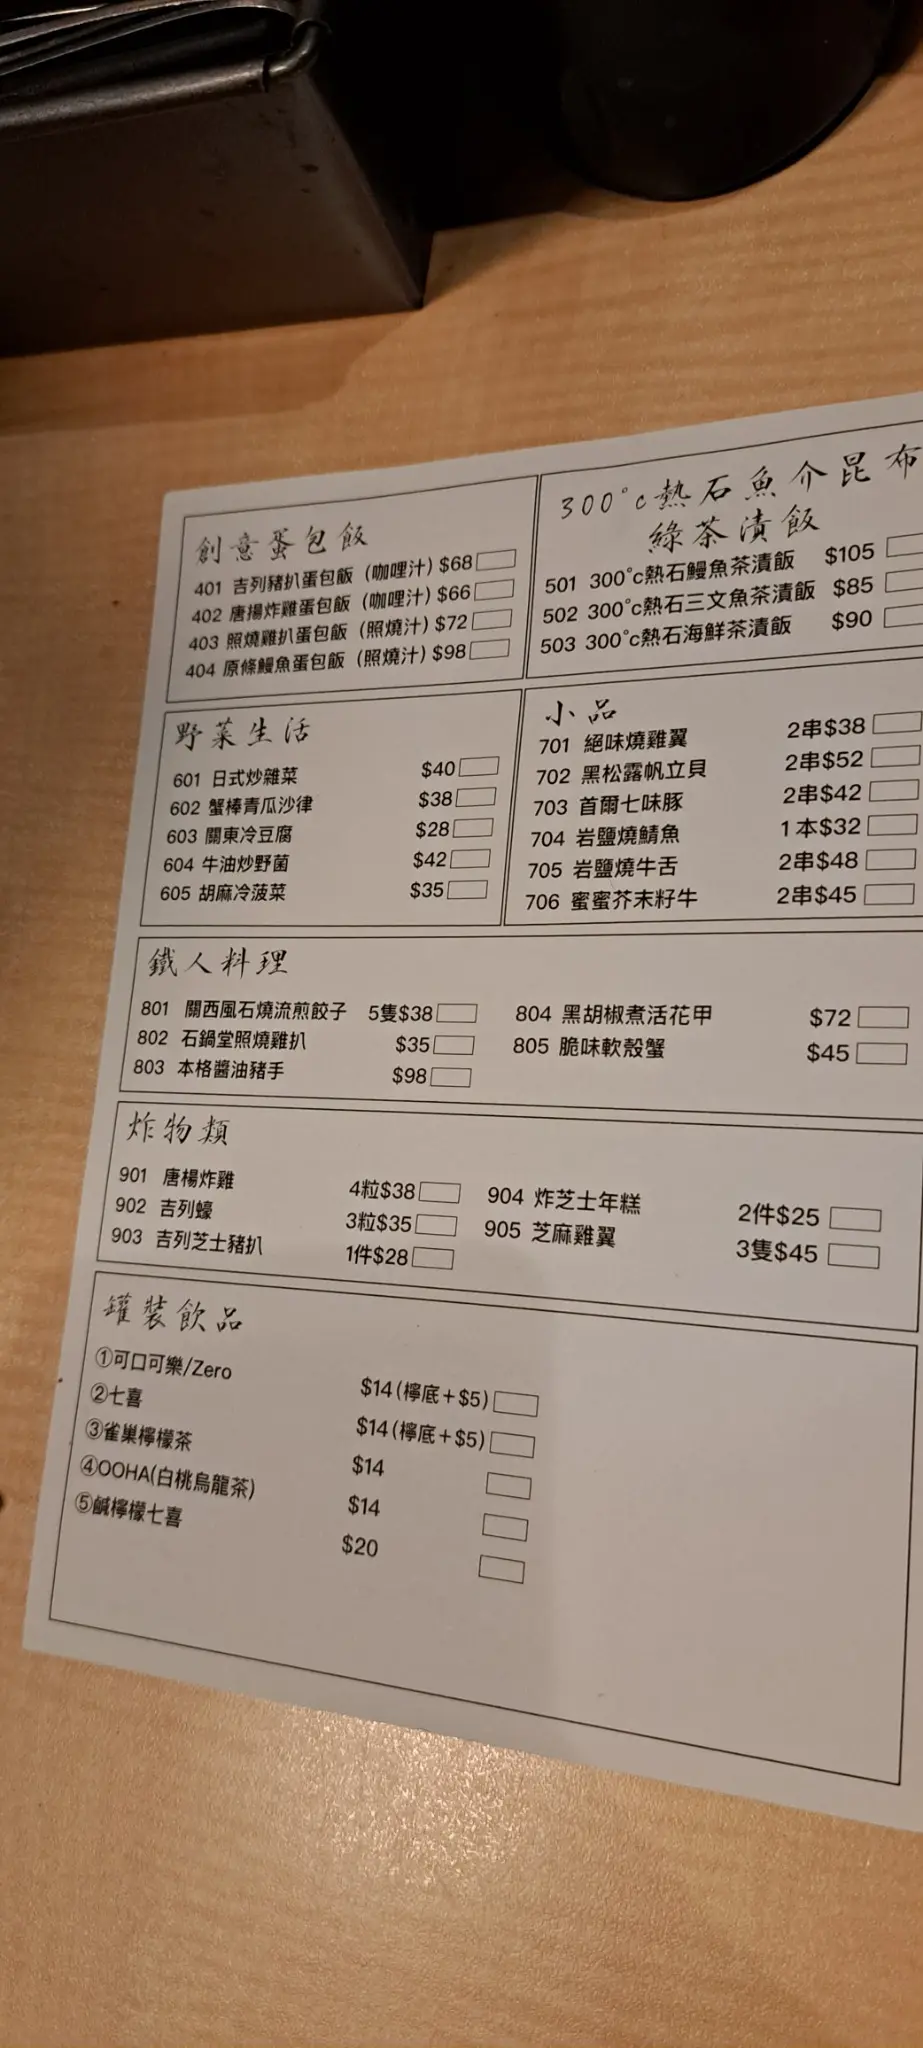 創意蛋包飯
401 吉列豬扒蛋包飯（咖哩汁）$68
402 唐揚炸雞蛋包飯（咖哩汁）$66
403 照燒雞扒蛋包飯（照燒汁）$72
404 原條鰻魚蛋包飯（照燒汁）$98
300°c熱石魚介昆布
綠茶漬飯
501 300°c熱石鰻魚茶漬飯 $105
502 300°c熱石三文魚茶漬飯 $85
503 300°c熱石海鮮茶漬飯 $90
野菜生活
601 日式炒雜菜 $40
602 蟹棒青瓜沙律 $38
603 關東冷豆腐 $28
604 牛油炒野菌 $42
605 胡麻冷菠菜 $35
小品
701 絕味燒雞翼 2串$38
702 黑松露帆立貝 2串$52
703 首爾七味豚 2串$42
704 岩鹽燒鯖魚 1本$32
705 岩鹽燒牛舌 2串$48
706 蜜蜜芥末籽牛 2串$45
鐵人料理
801 關西風石燒流煎餃子 5隻$38
802 石鍋堂照燒雞扒 $35
803 本格醬油豬手 $98
804 黑胡椒煮活花甲 $72
805 脆味軟殼蟹 $45
炸物類
901 唐楊炸雞 4粒$38
902 吉列蠔 3粒$35
903 吉列芝士豬扒 1件$28
904 炸芝士年糕 2件$25
905 芝麻雞翼 3隻$45
罐裝飲品
①可口可樂/Zero $14(檸底+$5)
②七喜 $14(檸底+$5)
③雀巢檸檬茶 $14
④OOHA(白桃烏龍茶) $14
⑤鹹檸檬七喜 $20